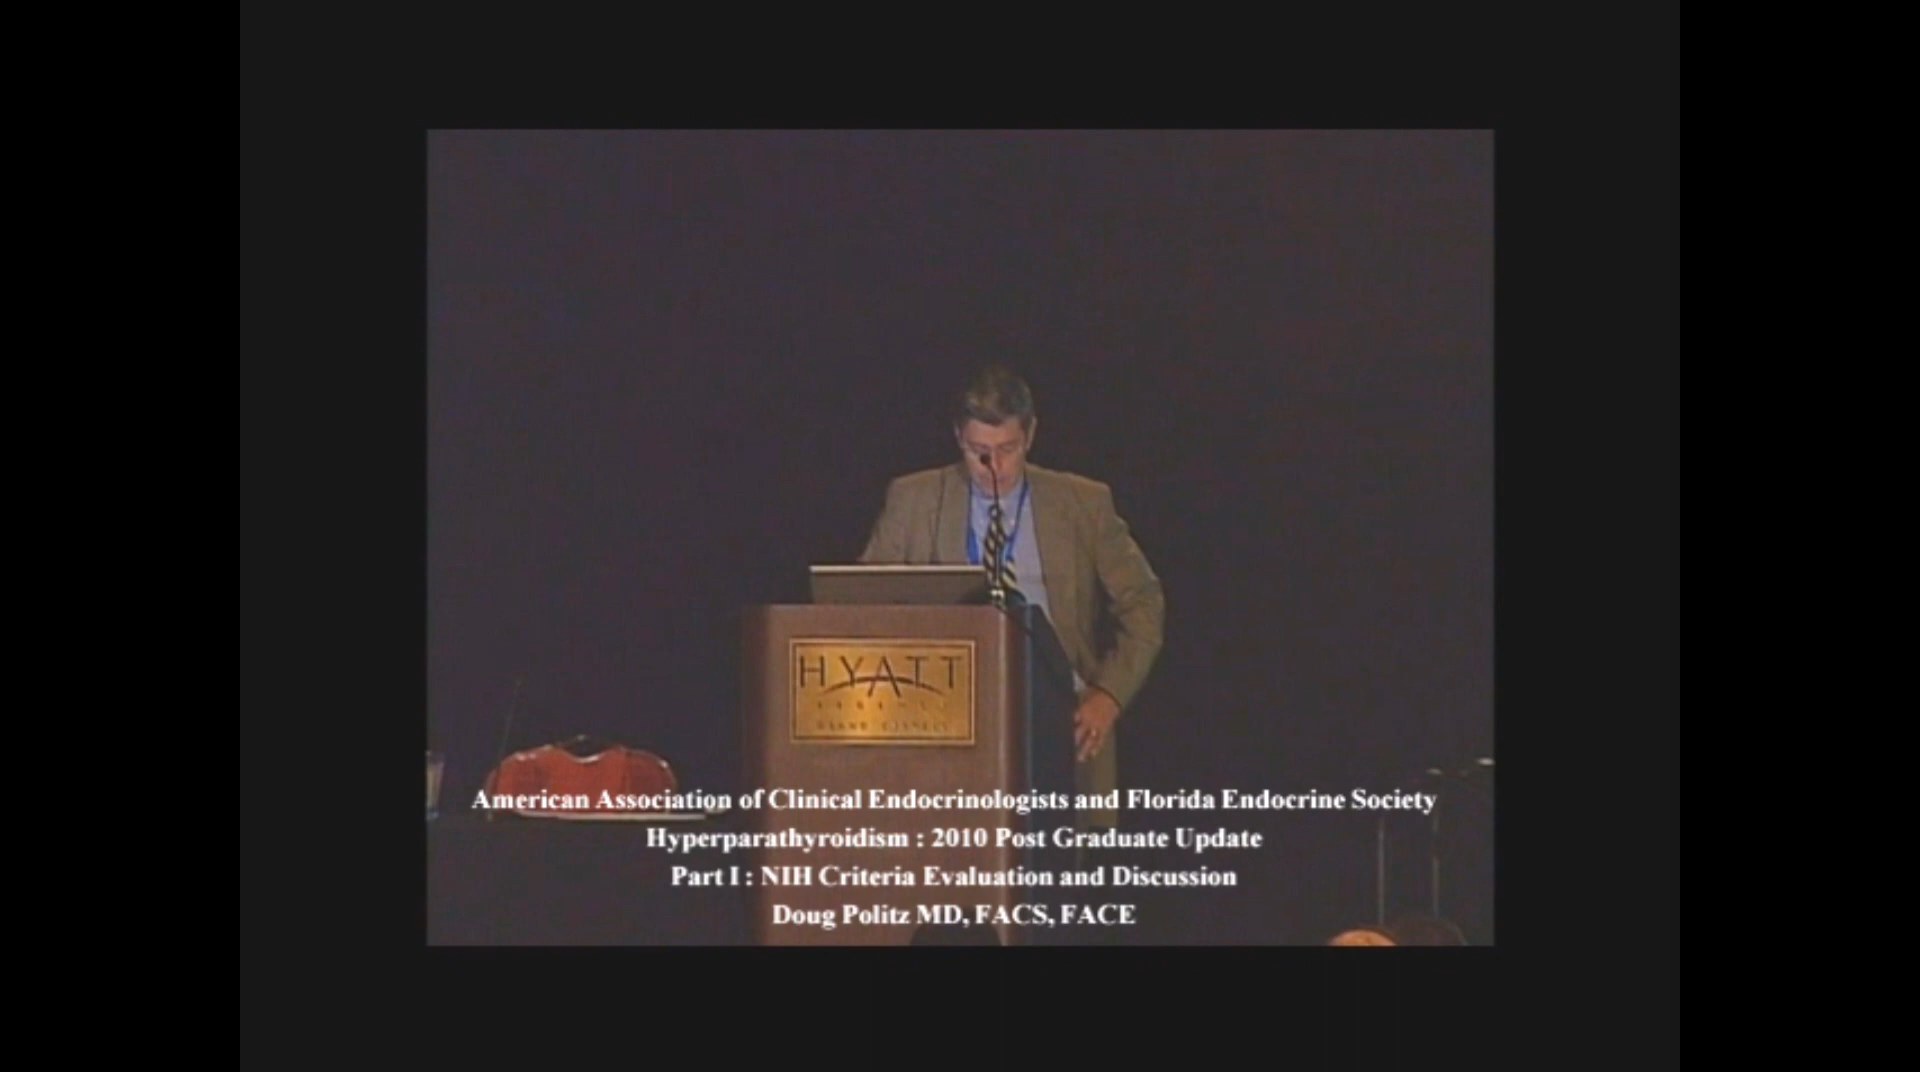 HYATT
American Association of Clinical Endocrinologists and Florida Endocrine Society
Hyperparathyroidism : 2010 Post Graduate Update
Part I : NIH Criteria Evaluation and Discussion
Doug Politz MD, FACS, FACE